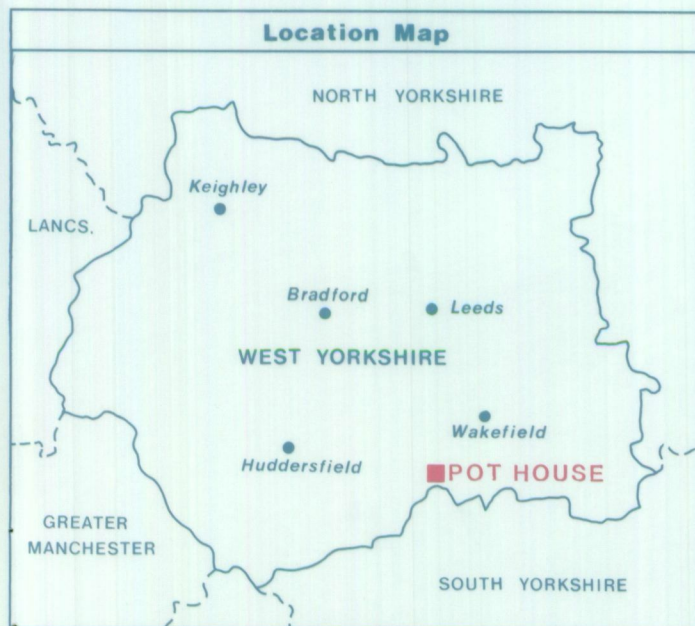 Location Map
NORTH YORKSHIRE
Keighley
LANCS.
Bradford
Leeds
WEST YORKSHIRE
Wakefield
Huddersfield
POT HOUSE
GREATER
MANCHESTER
SOUTH YORKSHIRE